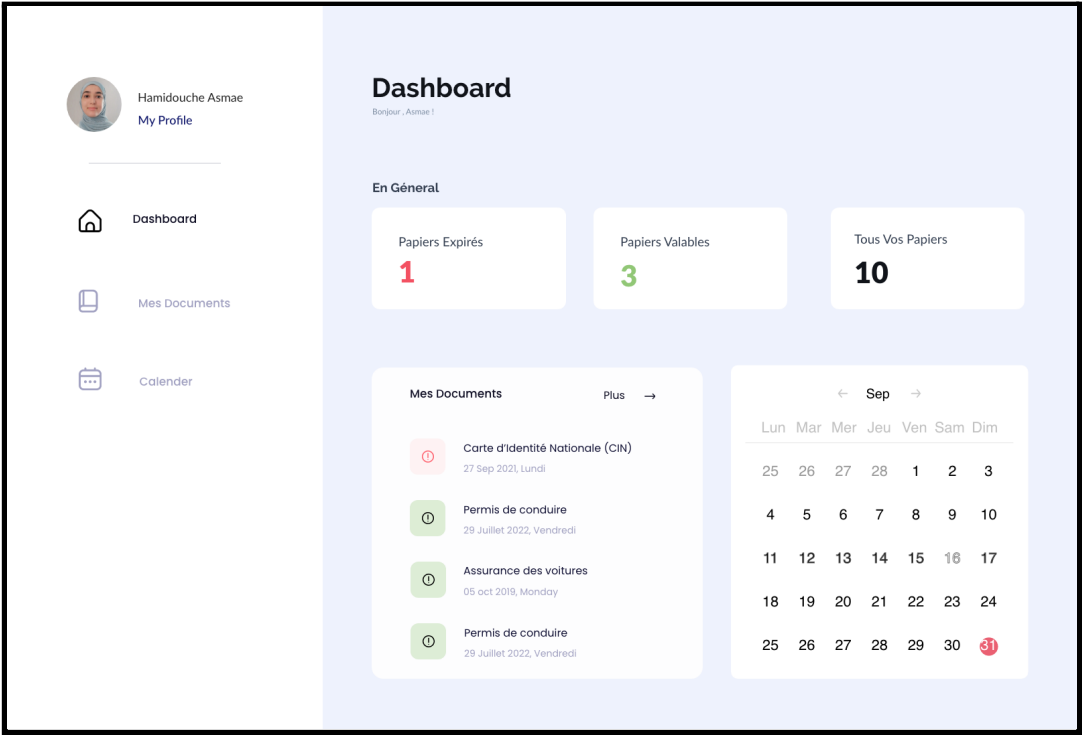 Hamidouche Asmae
My Profile
Dashboard
Mes Documents
Calender
Dashboard
Bonjour , Asmae !
En Géneral
Papiers Expirés
1
Papiers Valables
3
Tous Vos Papiers
10
Mes Documents
Plus →
Carte d'Identité Nationale (CIN)
27 Sep 2021, Lundi
Permis de conduire
29 Juillet 2022, Vendredi
Assurance des voitures
05 oct 2019, Monday
Permis de conduire
29 Juillet 2022, Vendredi
← Sep →
Lun Mar Mer Jeu Ven Sam Dim
25 26 27 28 1 2 3
4 5 6 7 8 9 10
11 12 13 14 15 16 17
18 19 20 21 22 23 24
25 26 27 28 29 30 31